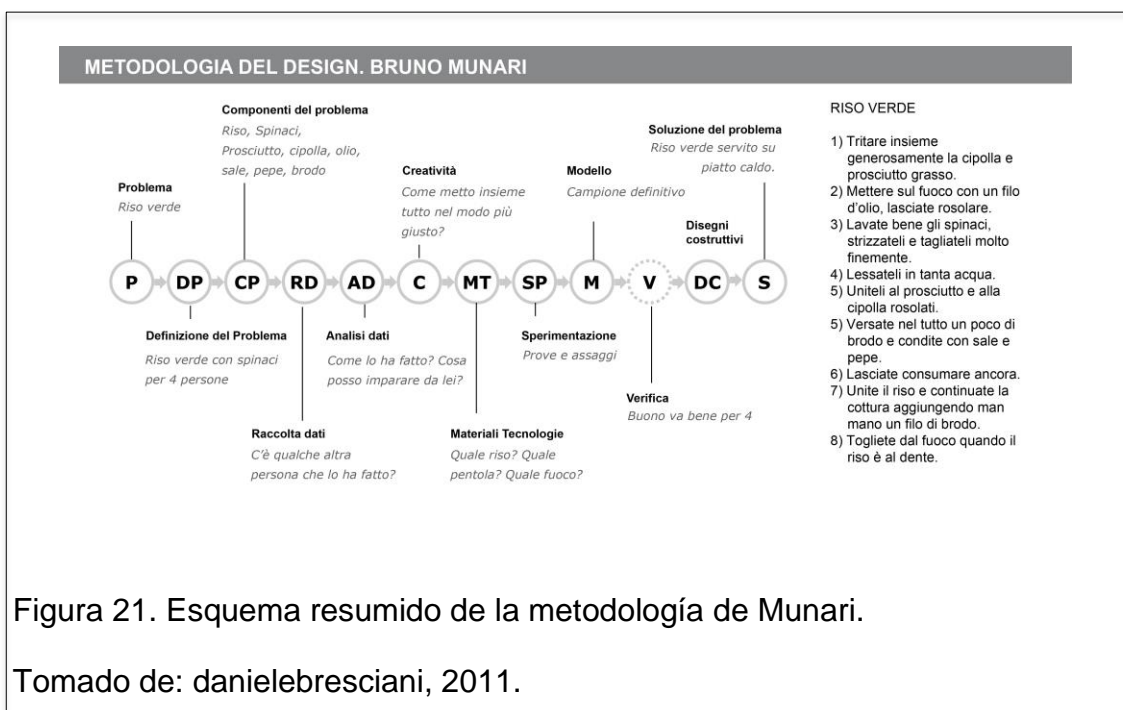 METODOLOGIA DEL DESIGN. BRUNO MUNARI
Problema
Riso verde
Componenti del problema
Riso, Spinaci,
Prosciutto, cipolla, olio,
sale, pepe, brodo
Creatività
Come metto insieme
tutto nel modo più
giusto?
Modello
Campione definitivo
Soluzione del problema
Riso verde servito su
piatto caldo.
Disegni
costruttivi
P DP CP RD AD C MT SP M V DC S
Definizione del Problema
Riso verde con spinaci
per 4 persone
Raccolta dati
C'è qualche altra
persona che lo ha fatto?
Analisi dati
Come lo ha fatto? Cosa
posso imparare da lei?
Materiali Tecnologie
Quale riso? Quale
pentola? Quale fuoco?
Sperimentazione
Prove e assaggi
Verifica
Buono va bene per 4
RISO VERDE
1) Tritare insieme
generosamente la cipolla e
prosciutto grasso.
2) Mettere sul fuoco con un filo
d'olio, lasciate rosolare.
3) Lavate bene gli spinaci,
strizzateli e tagliateli molto
finemente.
4) Lessateli in tanta acqua.
5) Uniteli al prosciutto e alla
cipolla rosolati.
5) Versate nel tutto un poco di
brodo e condite con sale e
pepe.
6) Lasciate consumare ancora.
7) Unite il riso e continuate la
cottura aggiungendo man
mano un filo di brodo.
8) Togliete dal fuoco quando il
riso è al dente.
Figura 21. Esquema resumido de la metodología de Munari.
Tomado de: danielebresciani, 2011.